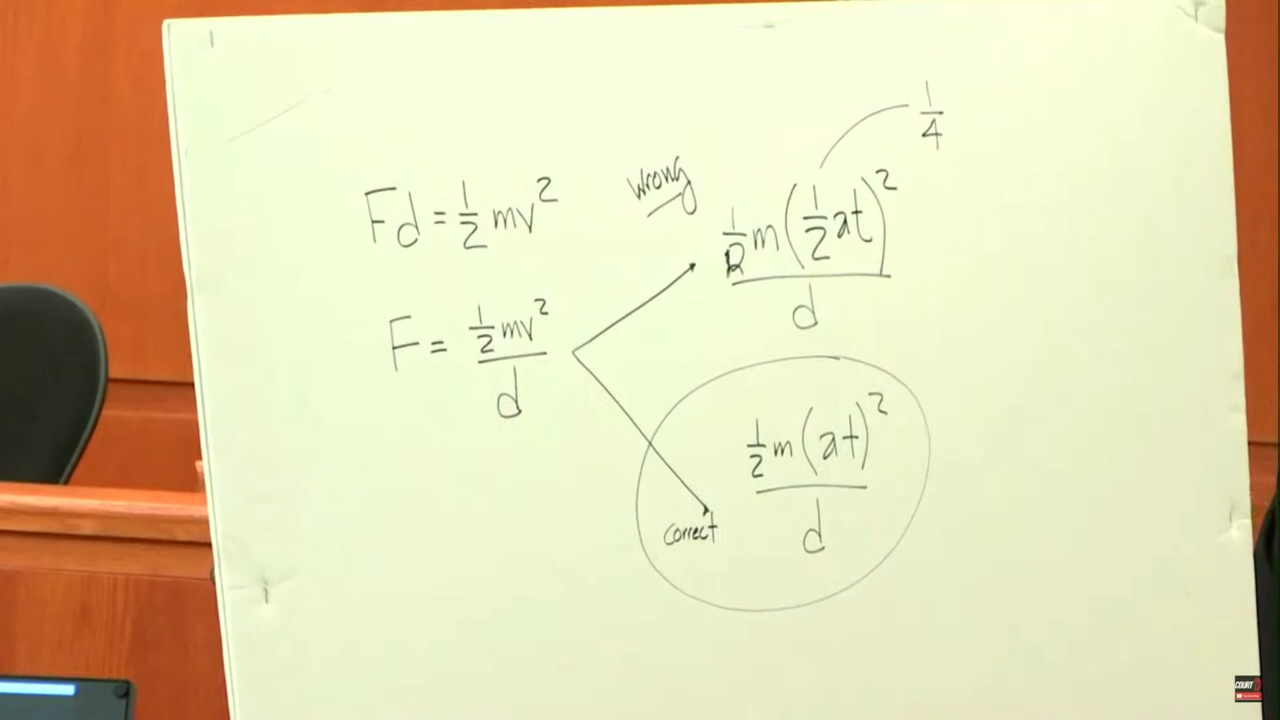 Fd = 1/2 mv²
F = 1/2 mv² / d
wrong
1/2 m(1/2 at)² / d
1/4
correct
1/2 m(at)² / d
COURT